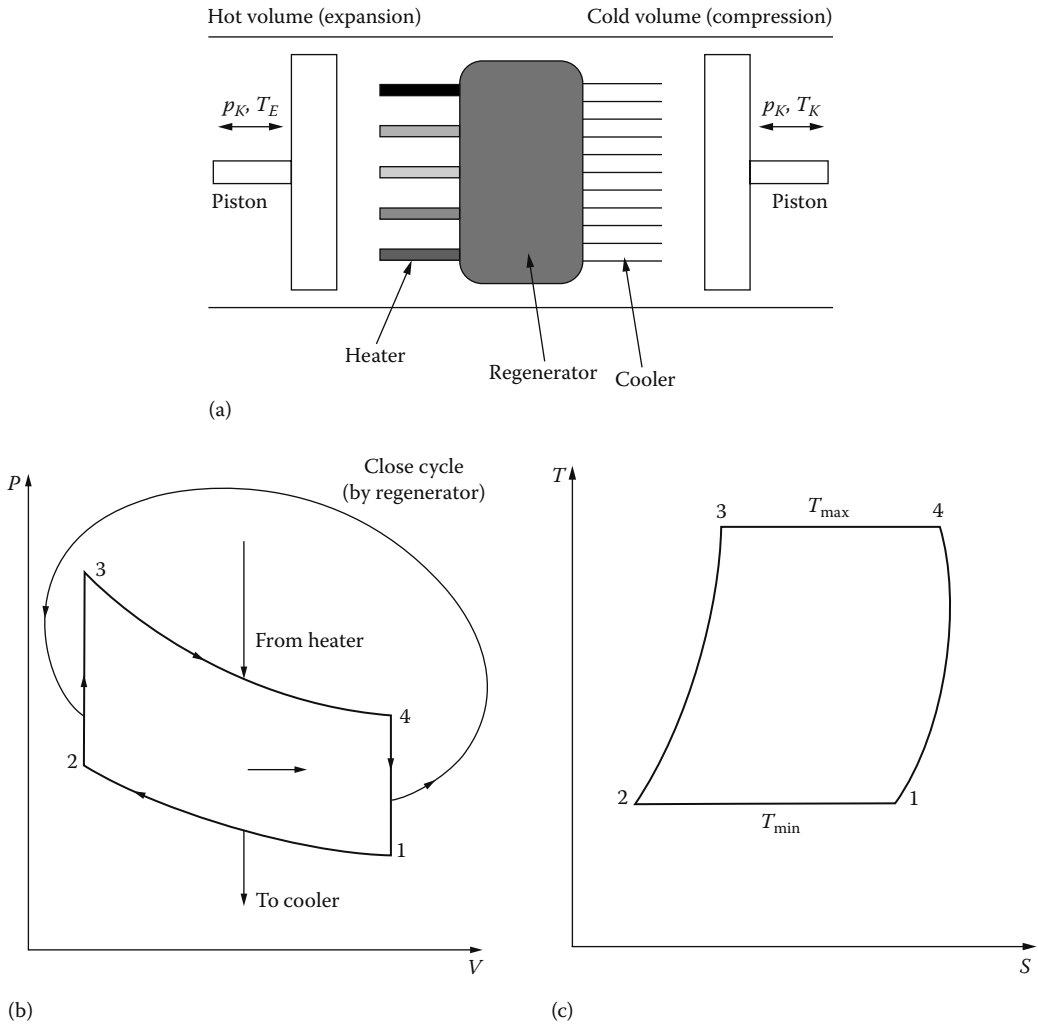 Hot volume (expansion)
Cold volume (compression)
p_K, T_E
p_K, T_K
Piston
Piston
Heater
Regenerator
Cooler
(a)
Close cycle
(by regenerator)
P
3
From heater
4
2
1
To cooler
V
(b)
T
3
T_max
4
2
1
T_min
S
(c)